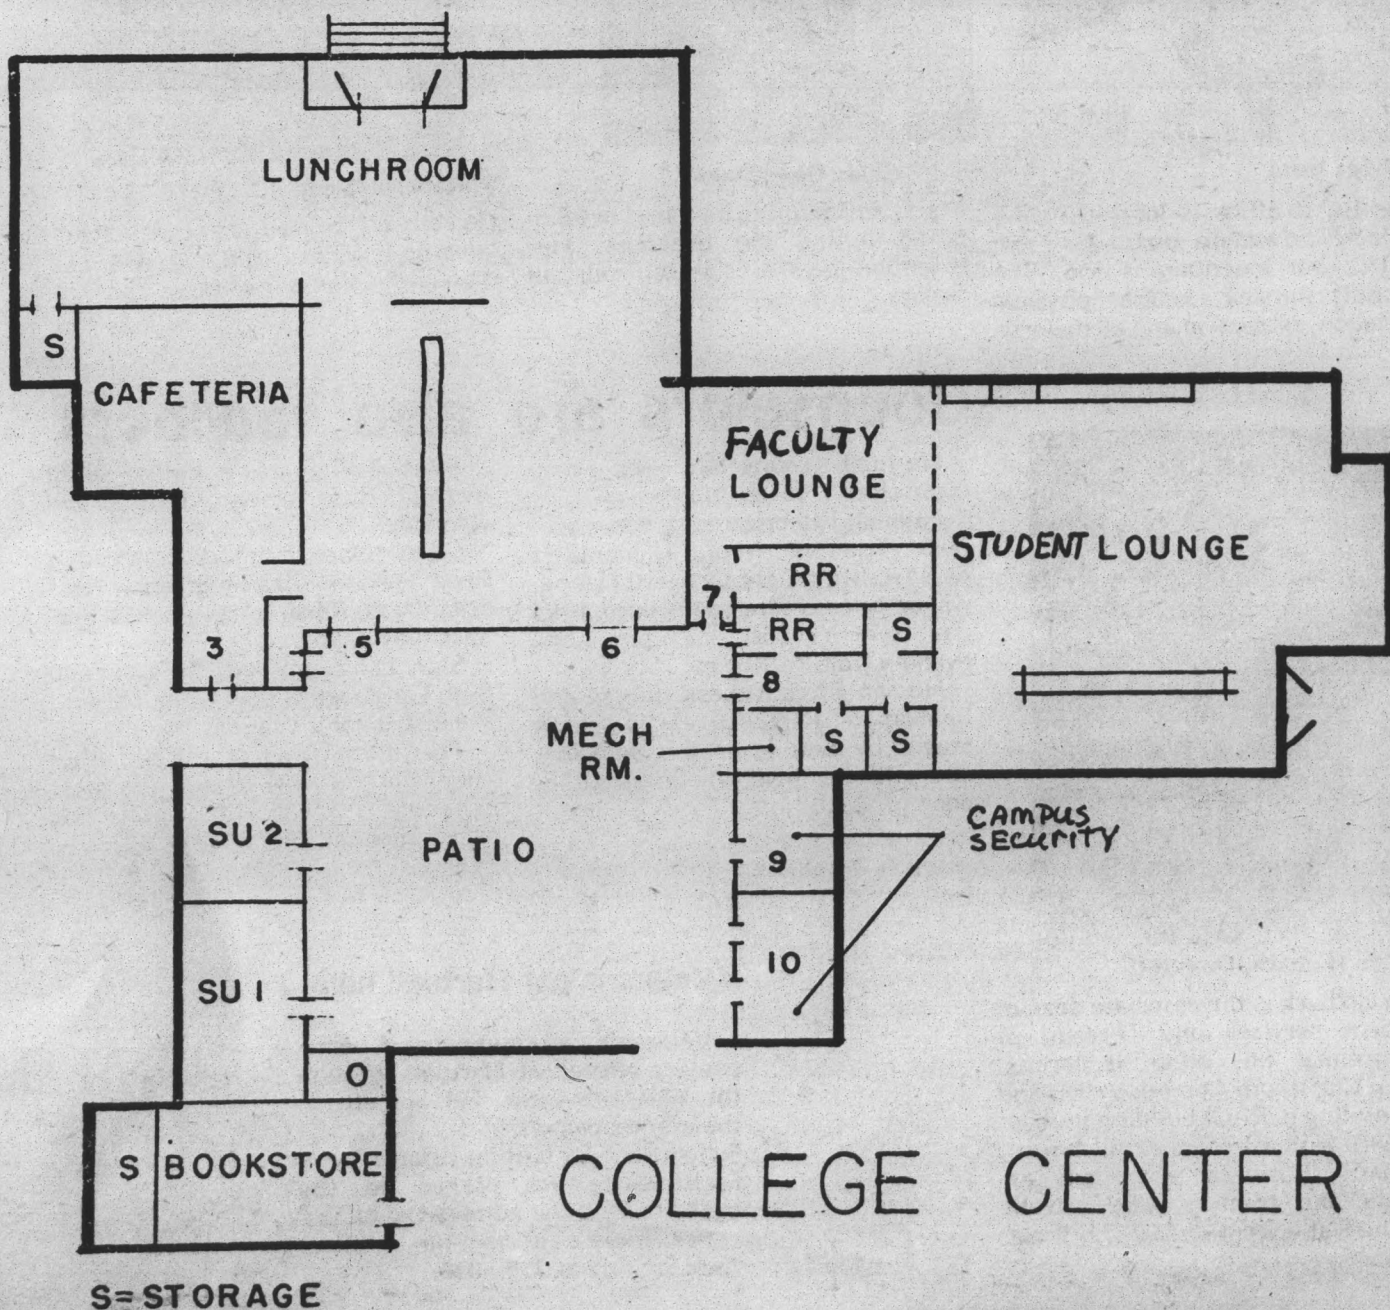 LUNCHROOM
S
CAFETERIA
FACULTY
LOUNGE
STUDENT LOUNGE
RR
7
RR
S
3
5
6
8
MECH
RM.
S
S
CAMPUS
SECURITY
SU 2
PATIO
9
SU 1
10
O
S
BOOKSTORE
COLLEGE CENTER
S=STORAGE